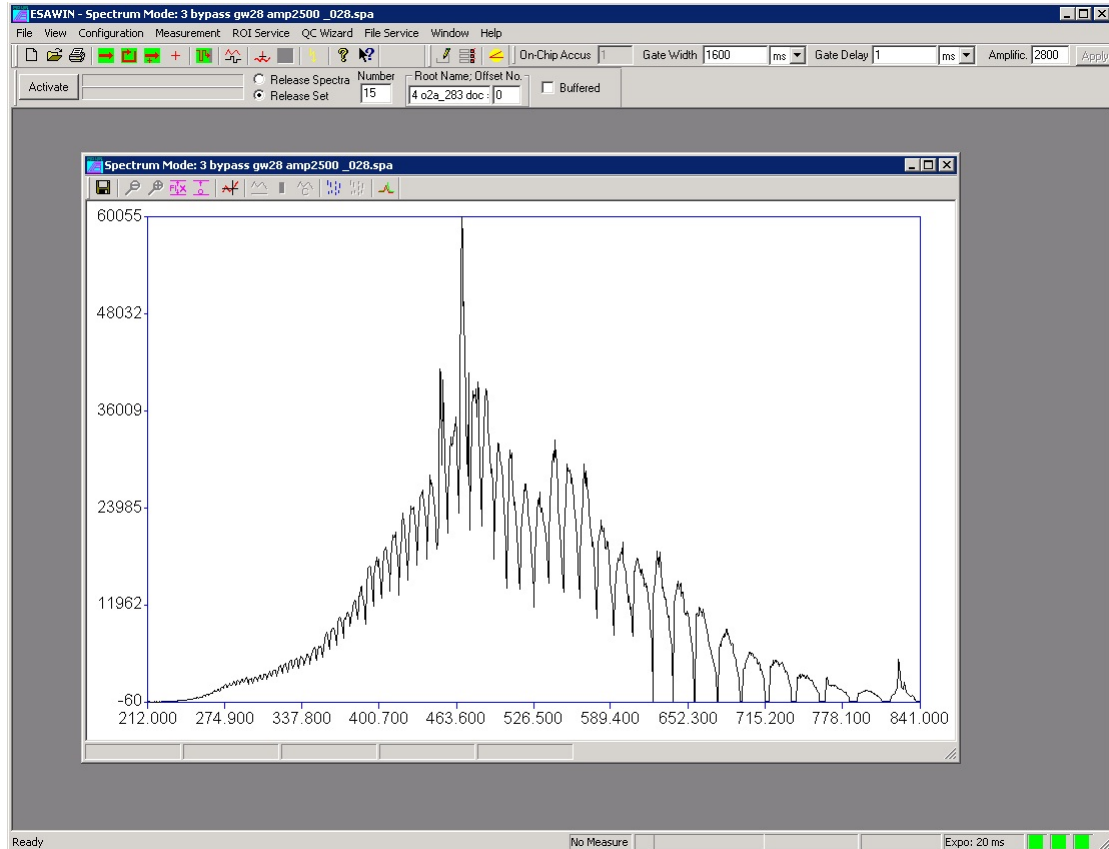 ESAWIN - Spectrum Mode: 3 bypass gw28 amp2500 _028.spa
File View Configuration Measurement ROI Service QC Wizard File Service Window Help
On-Chip Accus 1 Gate Width 1600 ms Gate Delay 1 ms Amplific. 2800 Apply
Activate Release Spectra Number Root Name; Offset No. Buffered
Release Set 15 4 o2a_283 doc : 0
Spectrum Mode: 3 bypass gw28 amp2500 _028.spa
60055
48032
36009
23985
11962
-60
212.000 274.900 337.800 400.700 463.600 526.500 589.400 652.300 715.200 778.100 841.000
Ready No Measure Expo: 20 ms